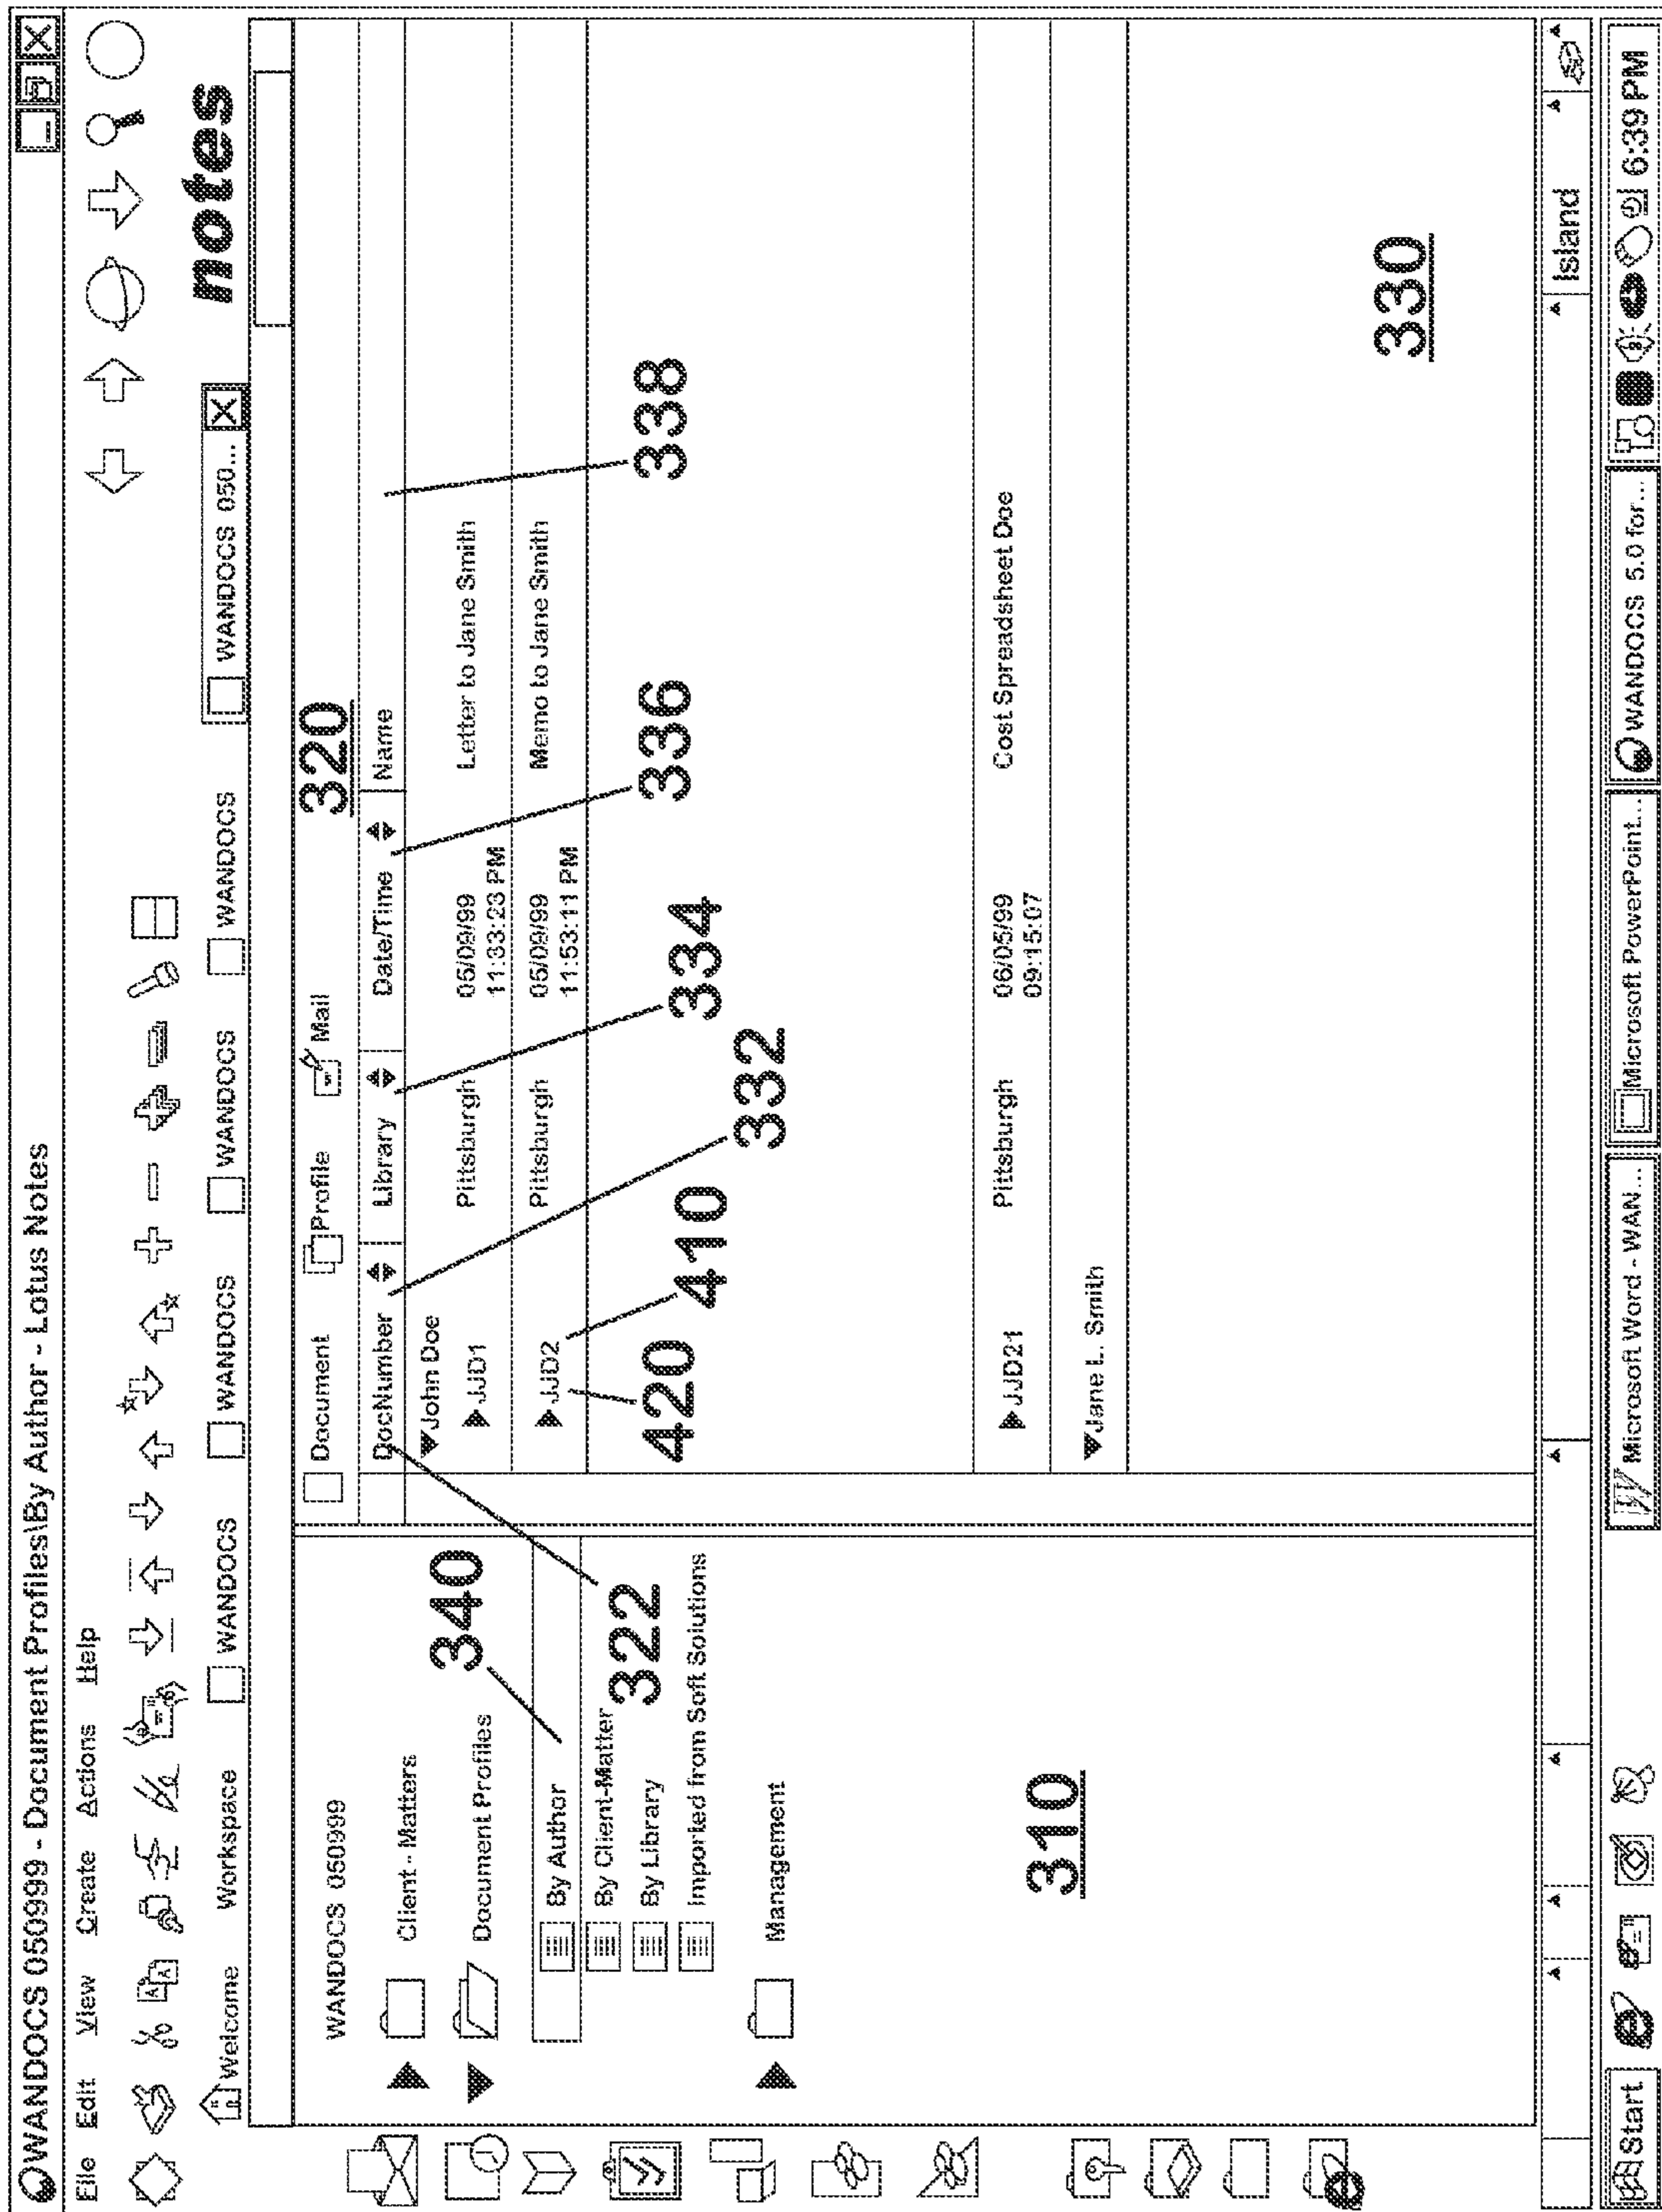 WANDOCS 050999 - Document Profiles\By Author - Lotus Notes
File Edit View Create Actions Help
Welcome Workspace WANDOCS WANDOCS WANDOCS WANDOCS WANDOCS 050...
notes
WANDOCS 050999
Client - Matters
Document Profiles
By Author
By Client-Matter
By Library
Imported from Soft Solutions
Management
340
322
310
Document Profile Mail
320
DocNumber Library Date/Time Name
John Doe
JJD1 Pittsburgh 05/09/99 Letter to Jane Smith
11:33:23 PM
JJD2 Pittsburgh 05/09/99 Memo to Jane Smith
11:53:11 PM
420 410 332 334 336 338
JJD21 Pittsburgh 06/05/99 Cost Spreadsheet Doe
09:15:07
Jane L. Smith
330
Island
Start Microsoft Word - WAN... Microsoft PowerPoint... WANDOCS 5.0 for... 6:39 PM